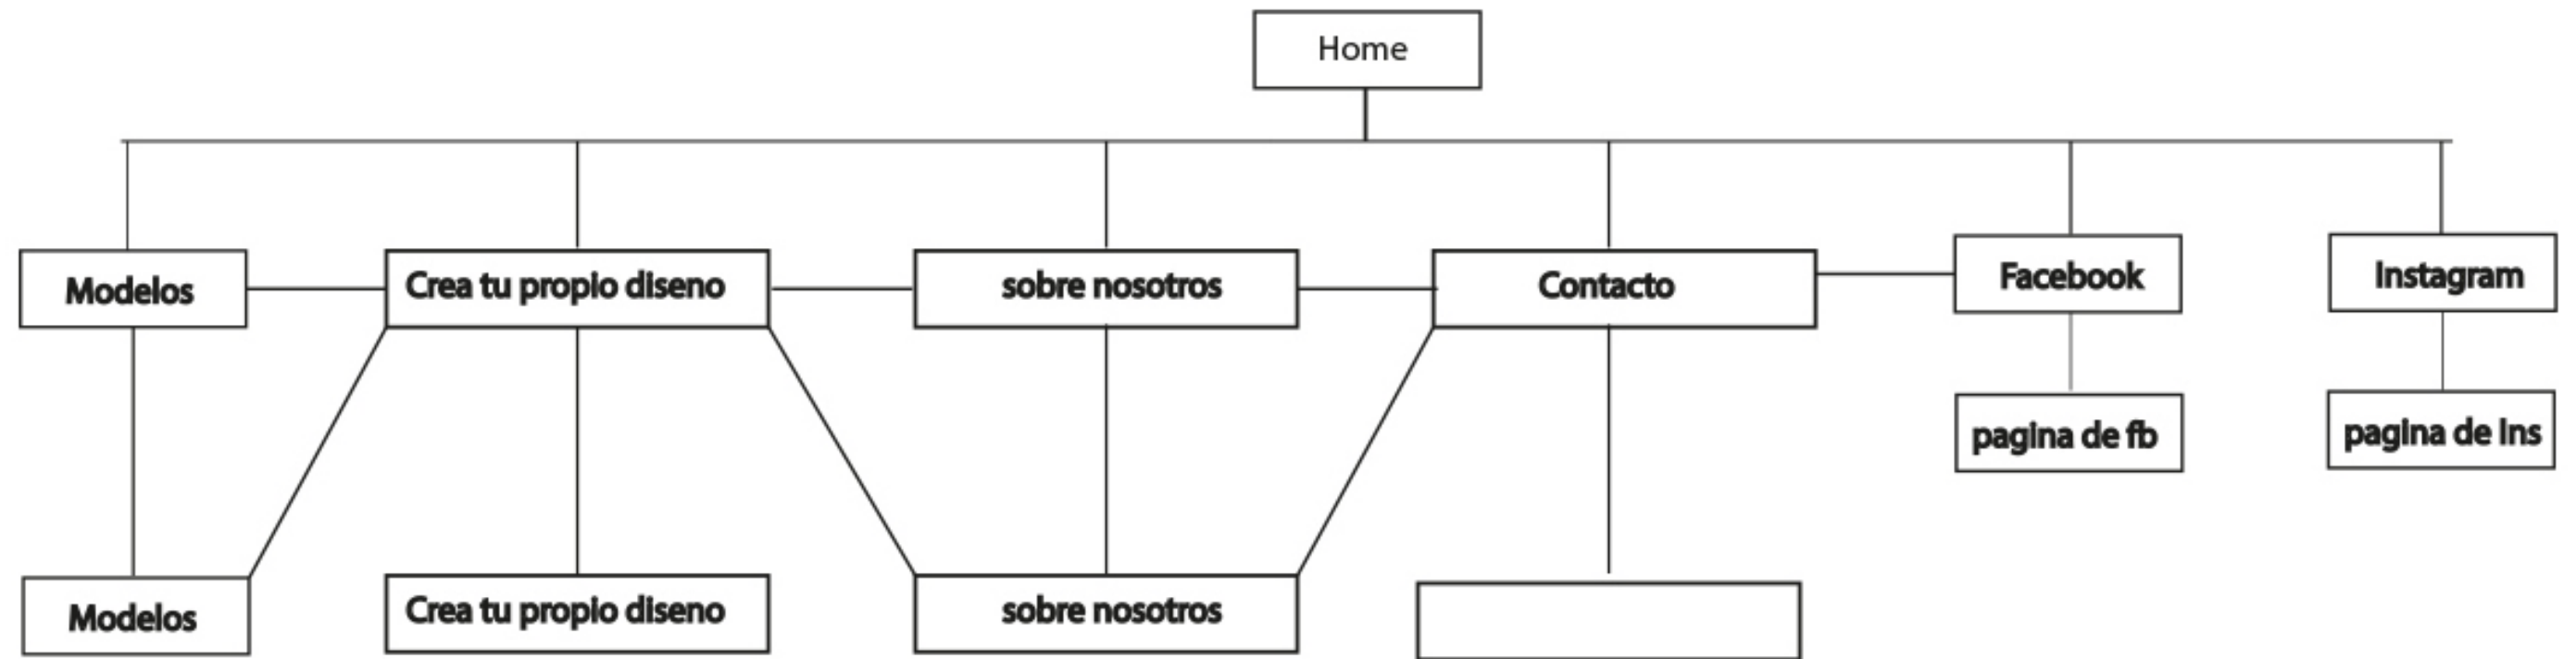 Home
Modelos
Crea tu propio diseno
sobre nosotros
Contacto
Facebook
Instagram
pagina de fb
pagina de Ins
Modelos
Crea tu propio diseno
sobre nosotros